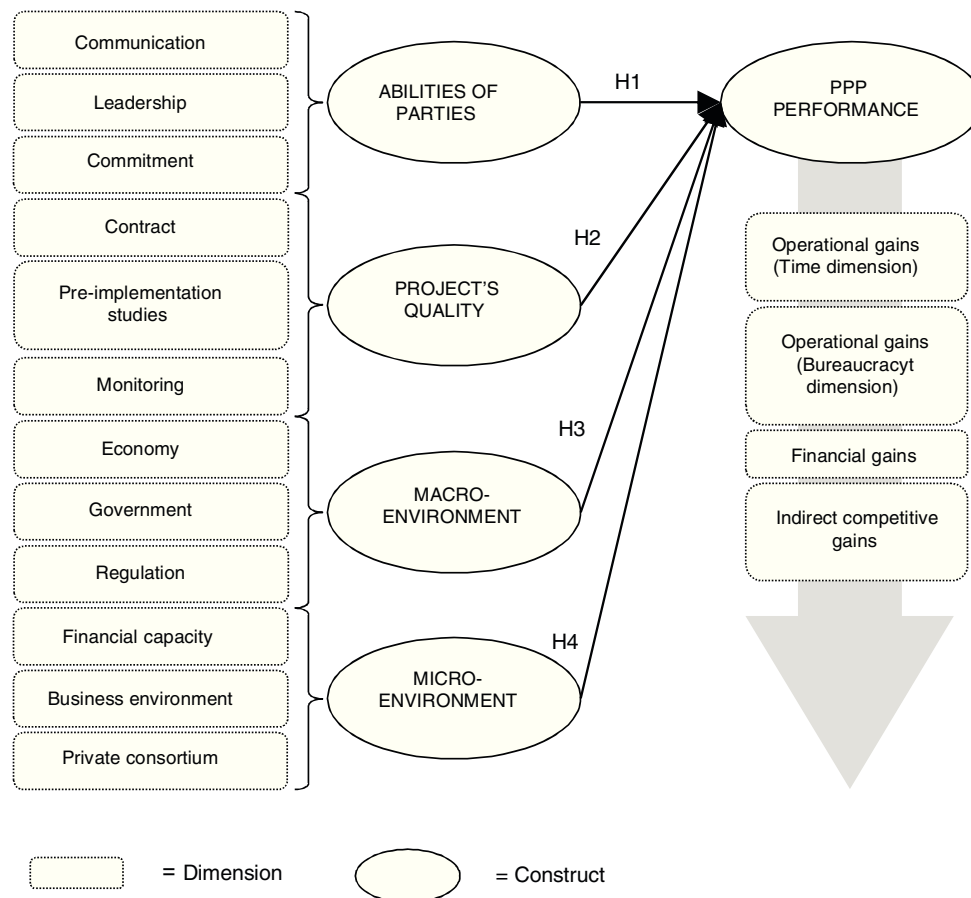 Communication
Leadership
Commitment
Contract
Pre-implementation
studies
Monitoring
Economy
Government
Regulation
Financial capacity
Business environment
Private consortium
ABILITIES OF
PARTIES
PROJECT'S
QUALITY
MACRO-
ENVIRONMENT
MICRO-
ENVIRONMENT
H1
H2
H3
H4
PPP
PERFORMANCE
Operational gains
(Time dimension)
Operational gains
(Bureaucracyt
dimension)
Financial gains
Indirect competitive
gains
= Dimension
= Construct